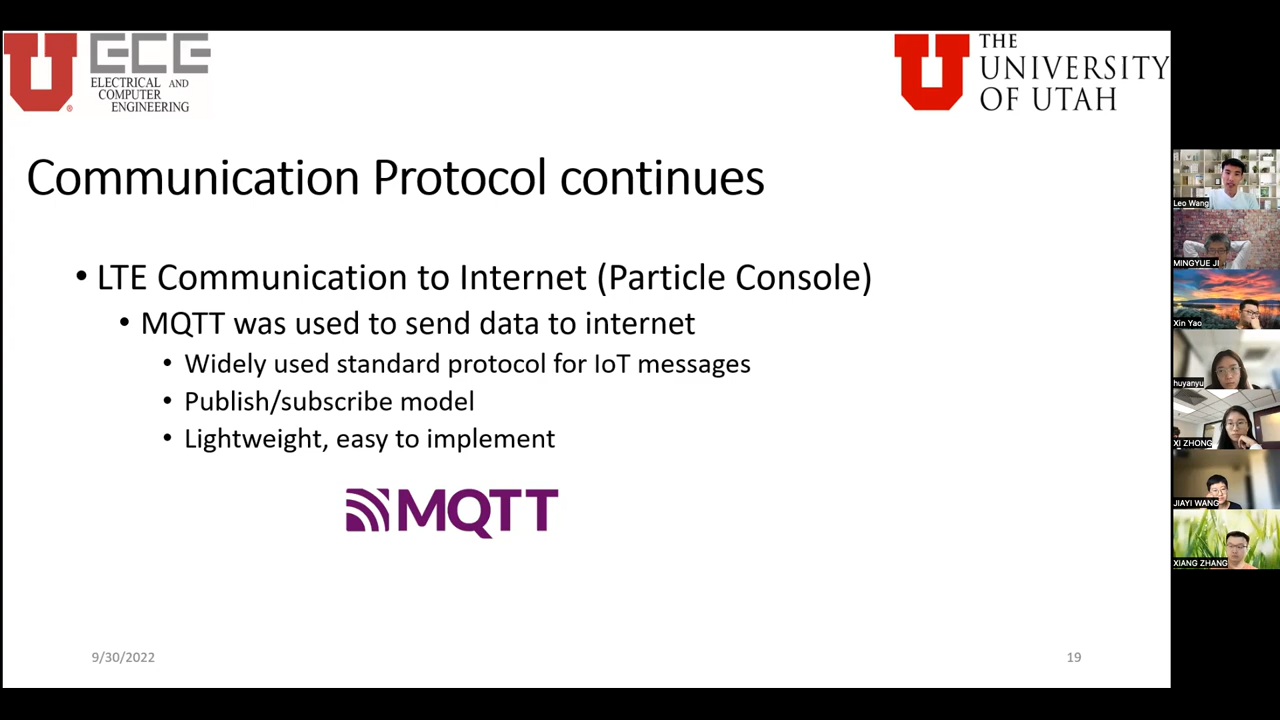 ECE
ELECTRICAL AND
COMPUTER
ENGINEERING
THE
UNIVERSITY
OF UTAH
Communication Protocol continues
• LTE Communication to Internet (Particle Console)
• MQTT was used to send data to internet
• Widely used standard protocol for IoT messages
• Publish/subscribe model
• Lightweight, easy to implement
MQTT
9/30/2022
19
Leo Wang
MINGYUE JI
Xin Yao
huyanyu
XI ZHONG
JIAYI WANG
XIANG ZHANG